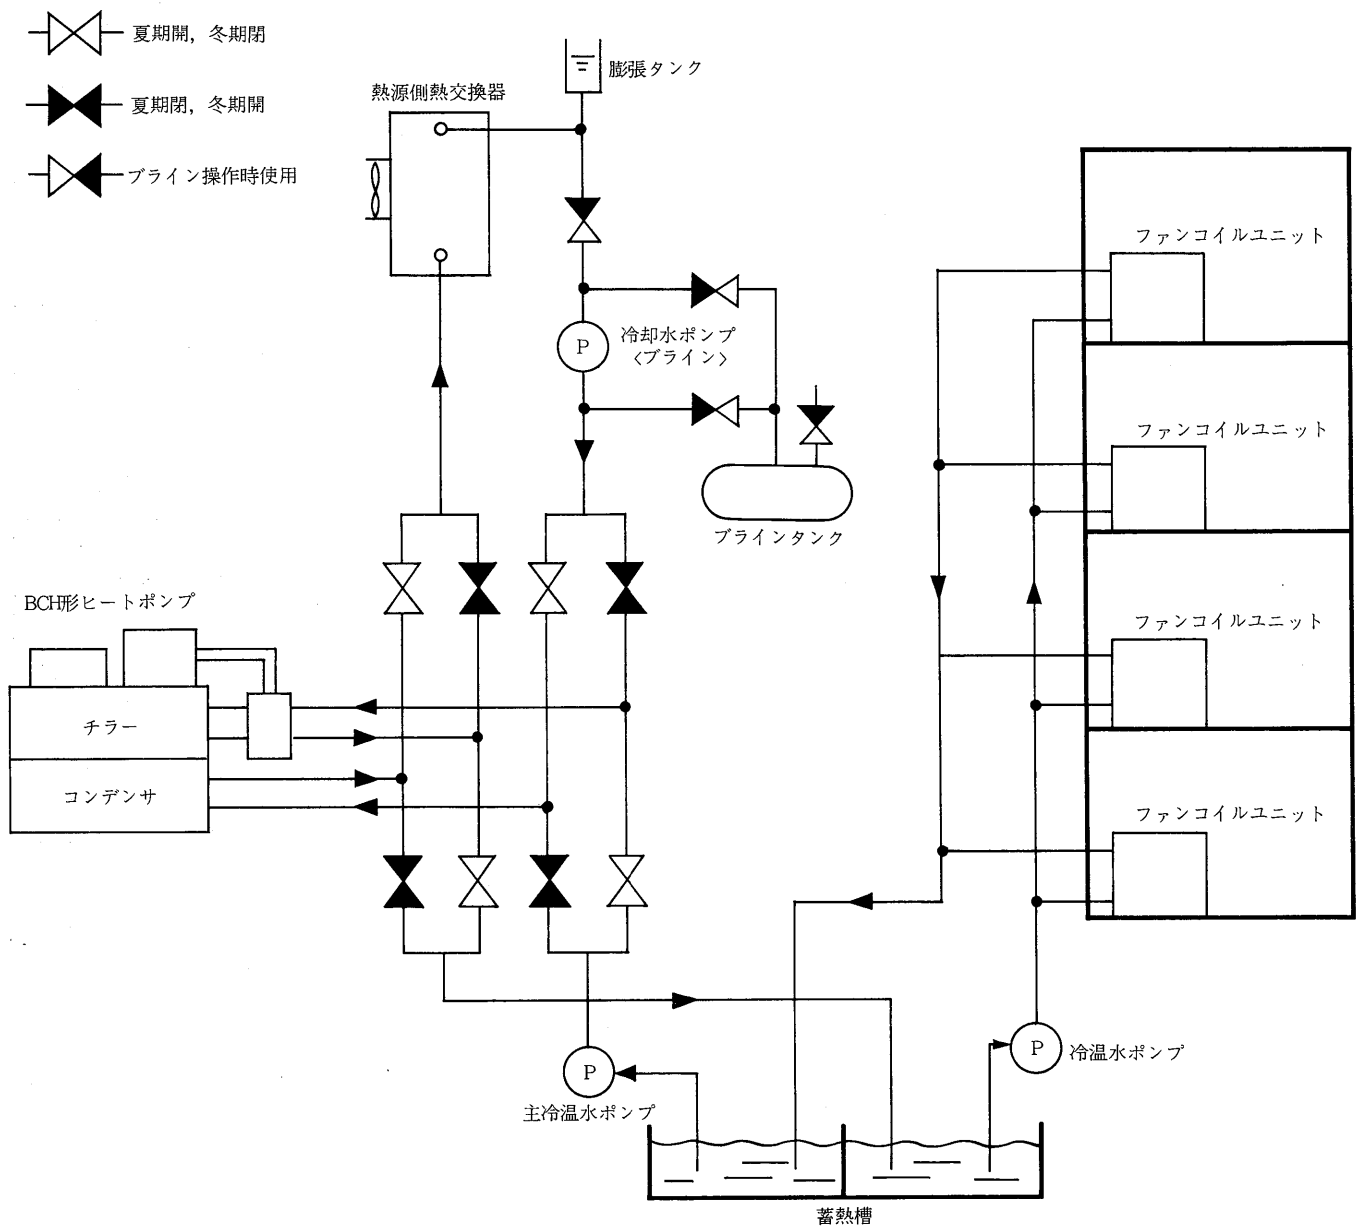 夏期開，冬期閉
夏期閉，冬期開
ブライン操作時使用
膨張タンク
熱源側熱交換器
P
冷却水ポンプ
〈ブライン〉
ブラインタンク
BCH形ヒートポンプ
チラー
コンデンサ
ファンコイルユニット
ファンコイルユニット
ファンコイルユニット
ファンコイルユニット
P
冷温水ポンプ
P
主冷温水ポンプ
蓄熱槽